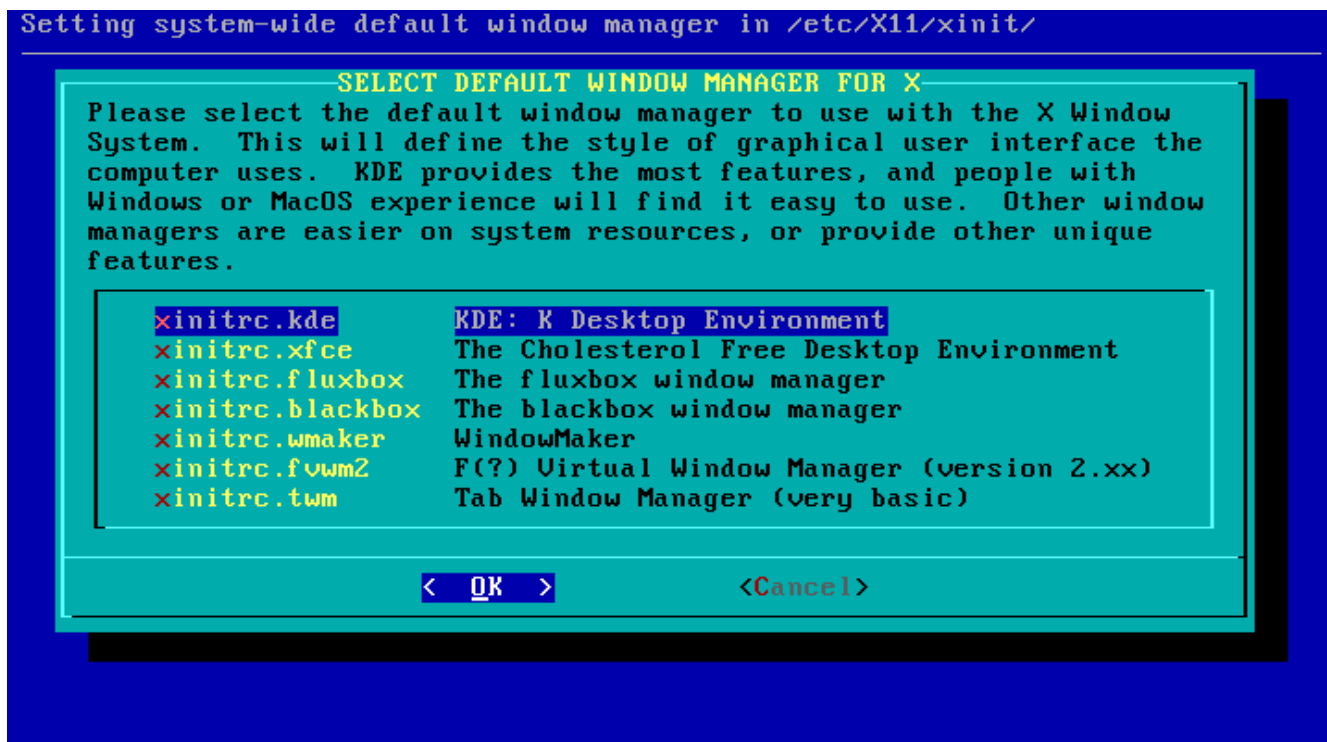 Setting system-wide default window manager in /etc/X11/xinit/
SELECT DEFAULT WINDOW MANAGER FOR X
Please select the default window manager to use with the X Window
System.  This will define the style of graphical user interface the
computer uses.  KDE provides the most features, and people with
Windows or MacOS experience will find it easy to use.  Other window
managers are easier on system resources, or provide other unique
features.
xinitrc.kde KDE: K Desktop Environment
xinitrc.xfce The Cholesterol Free Desktop Environment
xinitrc.fluxbox The fluxbox window manager
xinitrc.blackbox The blackbox window manager
xinitrc.wmaker WindowMaker
xinitrc.fvwm2 F(?) Virtual Window Manager (version 2.xx)
xinitrc.twm Tab Window Manager (very basic)
< OK > <Cancel>